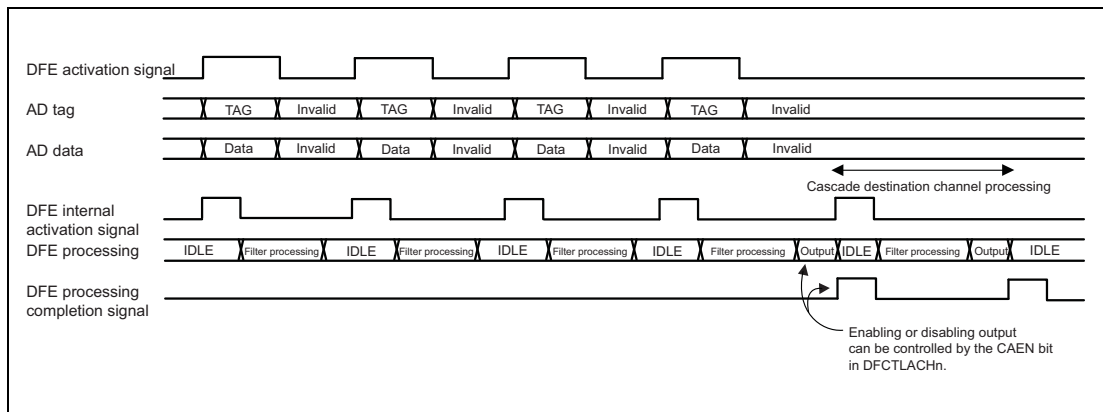 DFE activation signal
AD tag
TAG Invalid TAG Invalid TAG Invalid TAG Invalid
AD data
Data Invalid Data Invalid Data Invalid Data Invalid
Cascade destination channel processing
DFE internal
activation signal
DFE processing
IDLE Filter processing IDLE Filter processing IDLE Filter processing IDLE Filter processing Output IDLE Filter processing Output IDLE
DFE processing
completion signal
Enabling or disabling output
can be controlled by the CAEN bit
in DFCTLACHn.